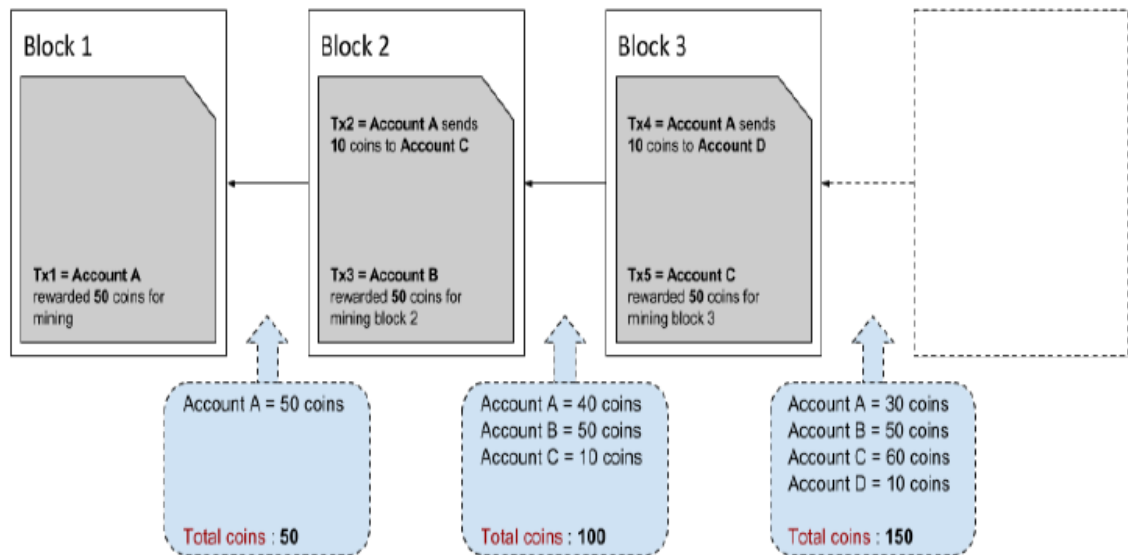 Block 1
Tx1 = Account A
rewarded 50 coins for
mining
Block 2
Tx2 = Account A sends
10 coins to Account C
Tx3 = Account B
rewarded 50 coins for
mining block 2
Block 3
Tx4 = Account A sends
10 coins to Account D
Tx5 = Account C
rewarded 50 coins for
mining block 3
Account A = 50 coins
Total coins : 50
Account A = 40 coins
Account B = 50 coins
Account C = 10 coins
Total coins : 100
Account A = 30 coins
Account B = 50 coins
Account C = 60 coins
Account D = 10 coins
Total coins : 150